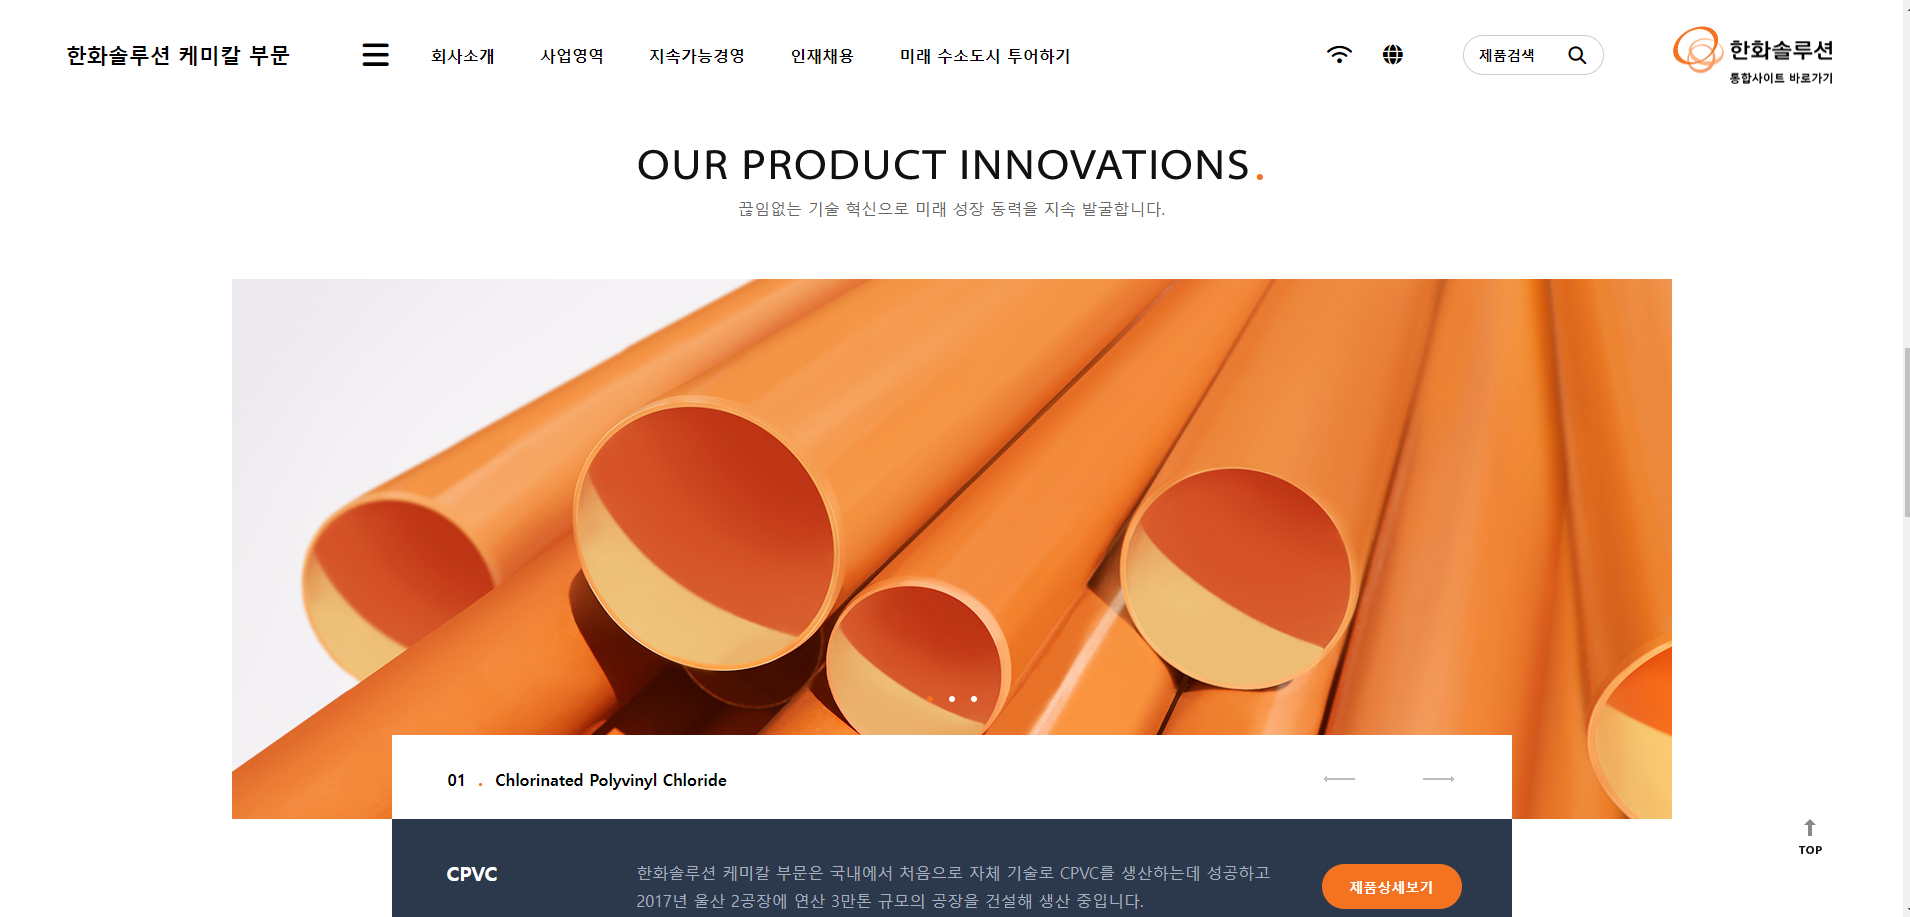 한화솔루션 케미칼 부문
회사소개 사업영역 지속가능경영 인재채용 미래 수소도시 투어하기
제품검색
한화솔루션
통합사이트 바로가기
OUR PRODUCT INNOVATIONS.
끊임없는 기술 혁신으로 미래 성장 동력을 지속 발굴합니다.
01 . Chlorinated Polyvinyl Chloride
TOP
CPVC
한화솔루션 케미칼 부문은 국내에서 처음으로 자체 기술로 CPVC를 생산하는데 성공하고
2017년 울산 2공장에 연산 3만톤 규모의 공장을 건설해 생산 중입니다.
제품상세보기